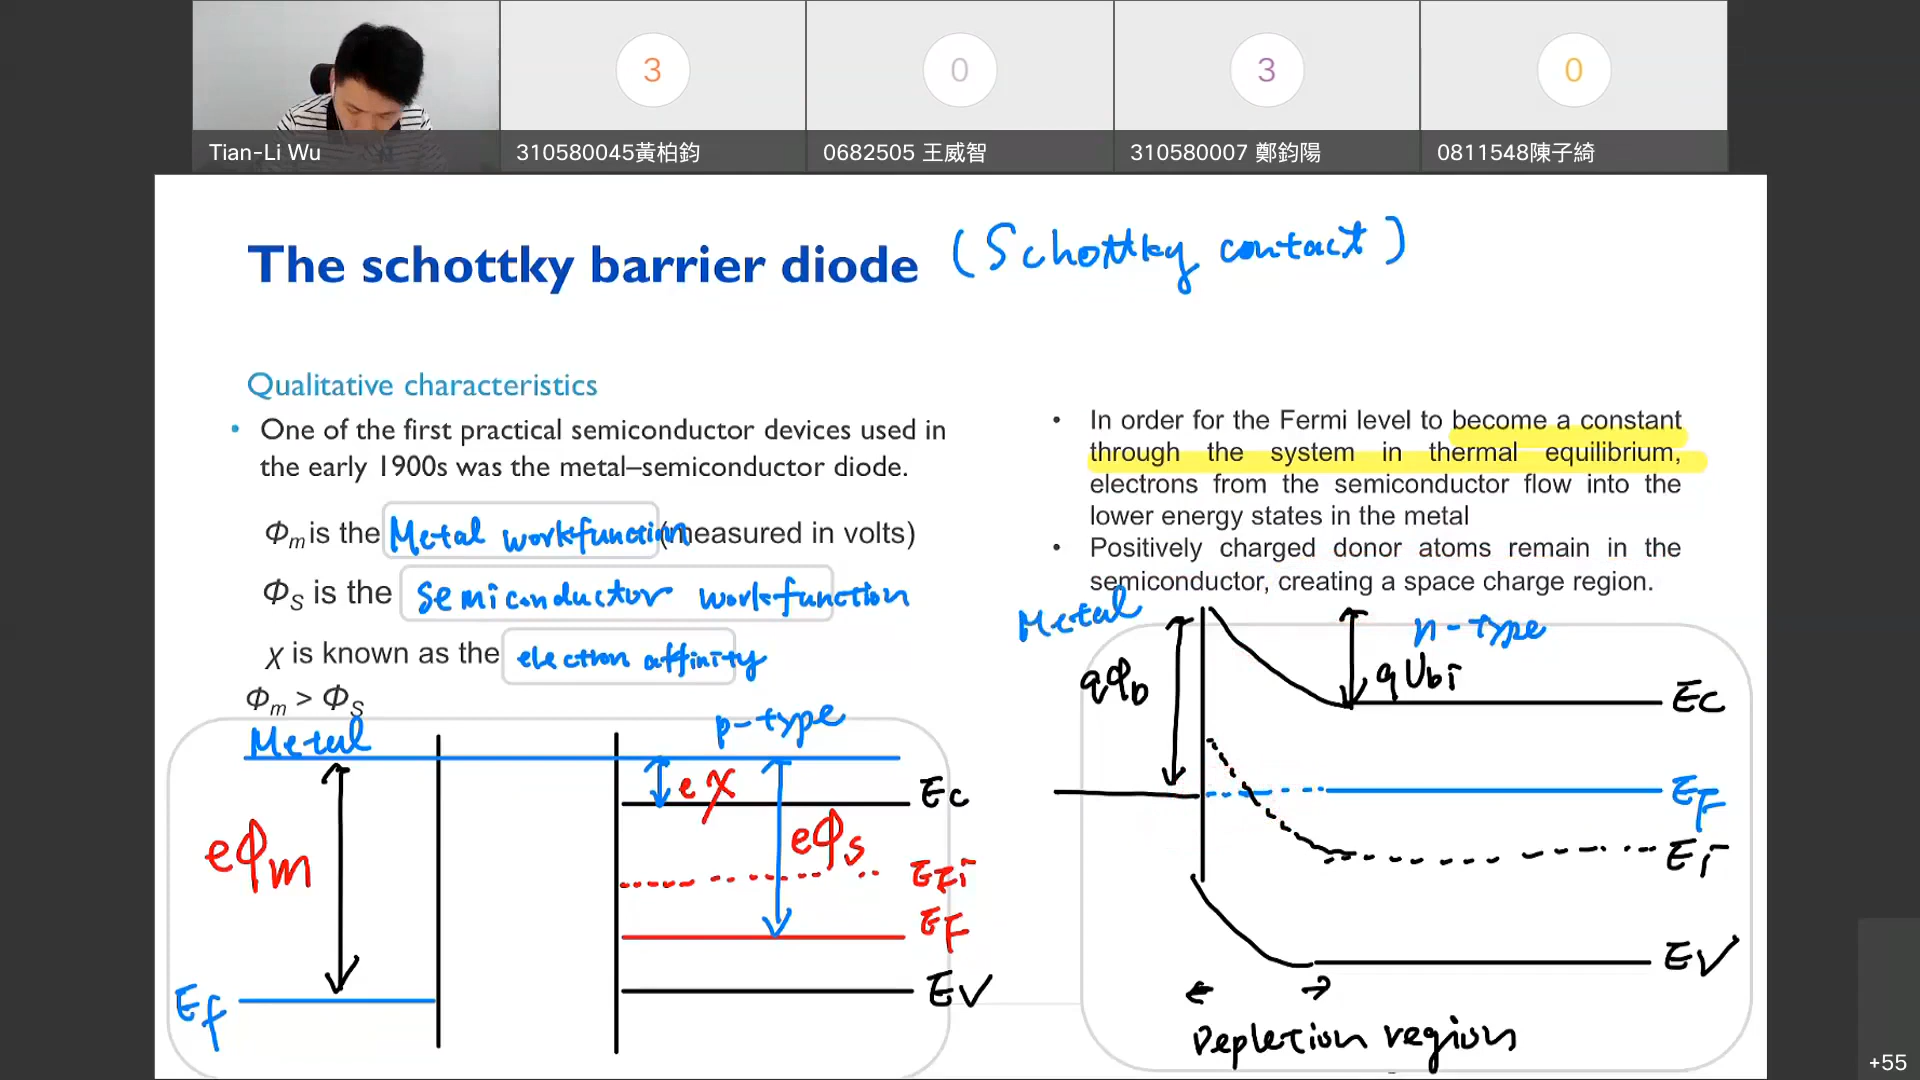 3
0
3
0
Tian-Li Wu
310580045黃柏鈞
0682505 王威智
310580007 鄭鈞陽
0811548陳子綺
The schottky barrier diode (Schottky contact)
Qualitative characteristics
• One of the first practical semiconductor devices used in
the early 1900s was the metal–semiconductor diode.
Φm is the Metal workfunction (measured in volts)
ΦS is the semiconductor workfunction
χ is known as the electron affinity
Φm > ΦS
Metal
p-type
eχ
Ec
eΦm
eΦs
EFi
EF
Ef
EV
• In order for the Fermi level to become a constant
through the system in thermal equilibrium,
electrons from the semiconductor flow into the
lower energy states in the metal
• Positively charged donor atoms remain in the
semiconductor, creating a space charge region.
Metal
n-type
qΦb
qVbi
Ec
EF
Ei
EV
Depletion region
+55